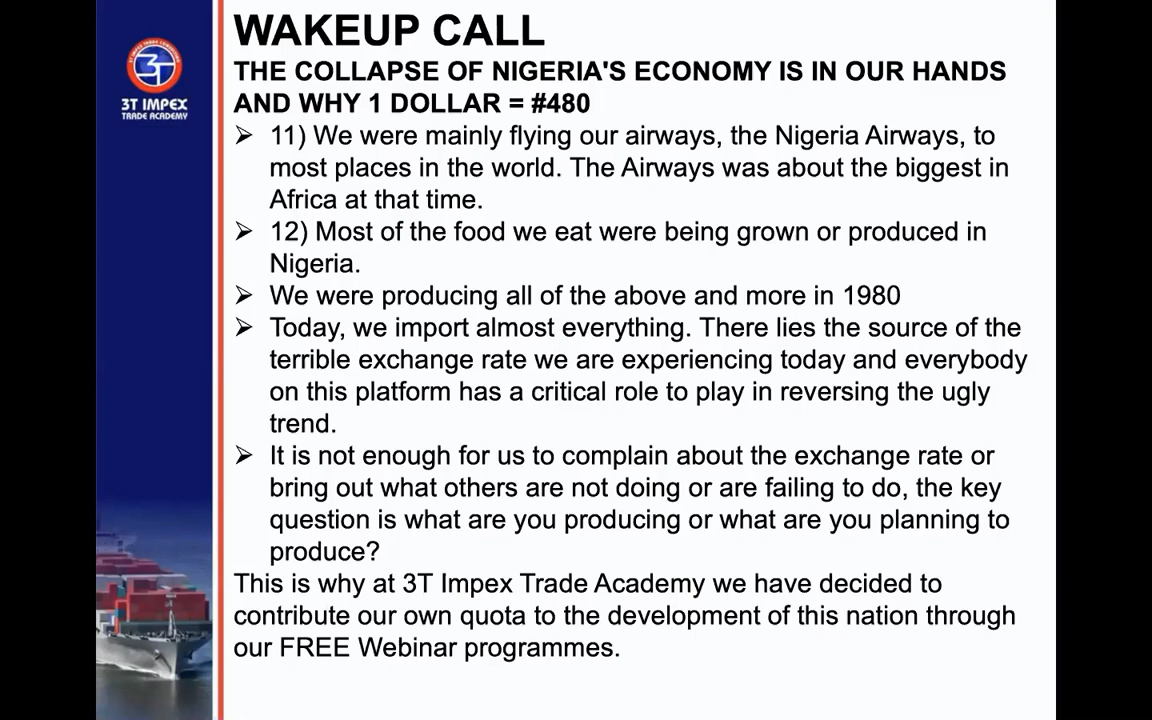 3T IMPEX TRADE CONSULTING
3T
3T IMPEX
TRADE ACADEMY
WAKEUP CALL
THE COLLAPSE OF NIGERIA'S ECONOMY IS IN OUR HANDS
AND WHY 1 DOLLAR = #480
➢ 11) We were mainly flying our airways, the Nigeria Airways, to
most places in the world. The Airways was about the biggest in
Africa at that time.
➢ 12) Most of the food we eat were being grown or produced in
Nigeria.
➢ We were producing all of the above and more in 1980
➢ Today, we import almost everything. There lies the source of the
terrible exchange rate we are experiencing today and everybody
on this platform has a critical role to play in reversing the ugly
trend.
➢ It is not enough for us to complain about the exchange rate or
bring out what others are not doing or are failing to do, the key
question is what are you producing or what are you planning to
produce?
This is why at 3T Impex Trade Academy we have decided to
contribute our own quota to the development of this nation through
our FREE Webinar programmes.